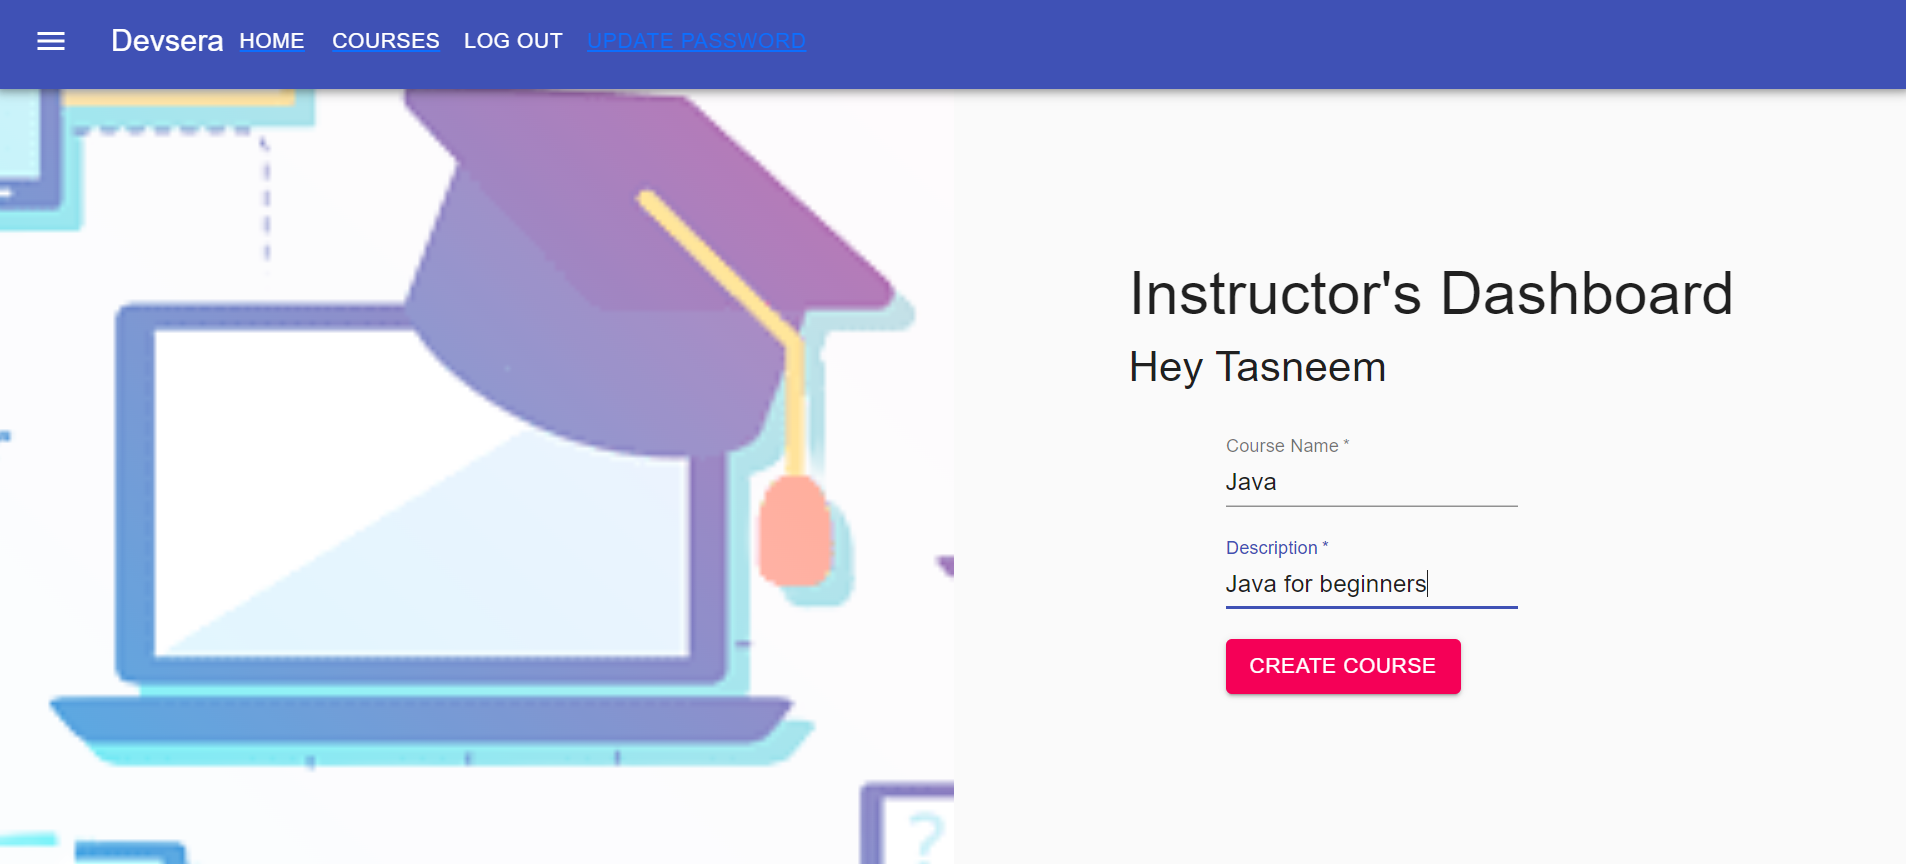 Devsera HOME COURSES LOG OUT UPDATE PASSWORD
Instructor's Dashboard
Hey Tasneem
Course Name *
Java
Description *
Java for beginners
CREATE COURSE
?